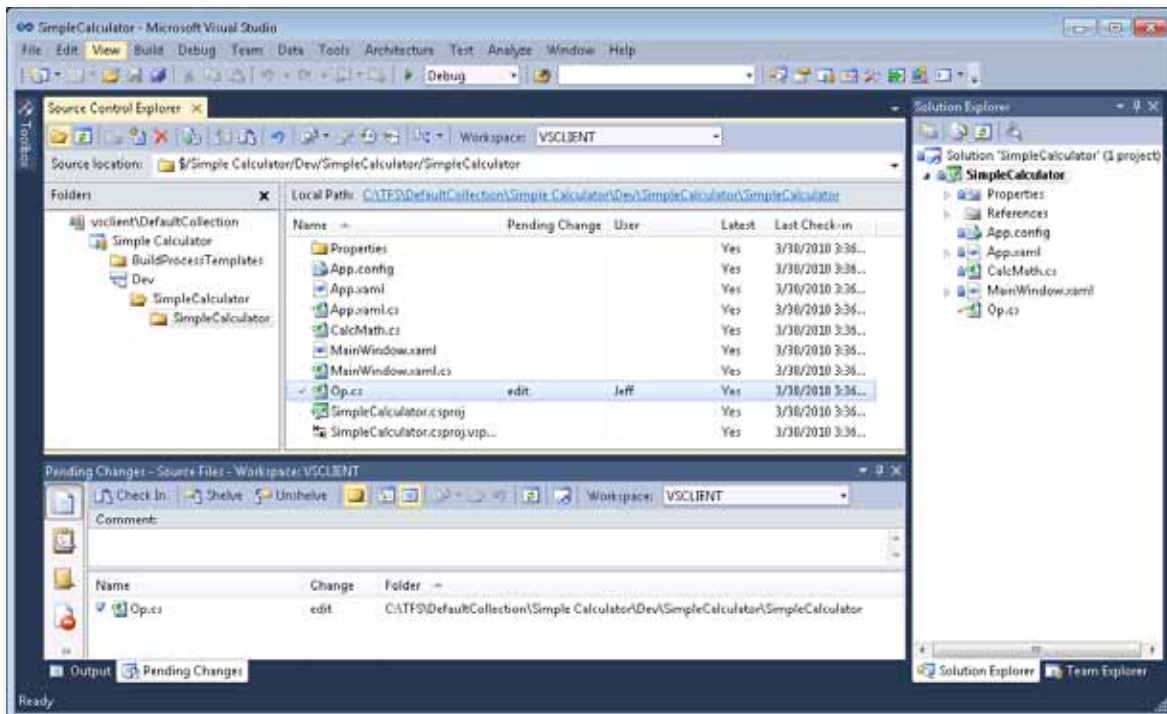 SimpleCalculator - Microsoft Visual Studio
File Edit View Build Debug Team Data Tools Architecture Test Analyze Window Help
Debug
Toolbox
Source Control Explorer
Workspace: VSCLIENT
Source location: $/Simple Calculator/Dev/SimpleCalculator/SimpleCalculator
Folders
Local Path: C:\TFS\DefaultCollection\Simple Calculator\Dev\SimpleCalculator\SimpleCalculator
vsclient\DefaultCollection
Simple Calculator
BuildProcessTemplates
Dev
SimpleCalculator
SimpleCalculator
Name Pending Change User Latest Last Check-in
Properties Yes 3/30/2010 3:36...
App.config Yes 3/30/2010 3:36...
App.xaml Yes 3/30/2010 3:36...
App.xaml.cs Yes 3/30/2010 3:36...
CalcMath.cs Yes 3/30/2010 3:36...
MainWindow.xaml Yes 3/30/2010 3:36...
MainWindow.xaml.cs Yes 3/30/2010 3:36...
Op.cs edit Jeff Yes 3/30/2010 3:36...
SimpleCalculator.csproj Yes 3/30/2010 3:36...
SimpleCalculator.csproj.vsp... Yes 3/30/2010 3:36...
Solution Explorer
Solution 'SimpleCalculator' (1 project)
SimpleCalculator
Properties
References
App.config
App.xaml
CalcMath.cs
MainWindow.xaml
Op.cs
Pending Changes - Source Files - Workspace: VSCLIENT
Check In Shelve Unshelve Workspace: VSCLIENT
Comment:
Name Change Folder
Op.cs edit C:\TFS\DefaultCollection\Simple Calculator\Dev\SimpleCalculator\SimpleCalculator
Output Pending Changes
Solution Explorer Team Explorer
Ready